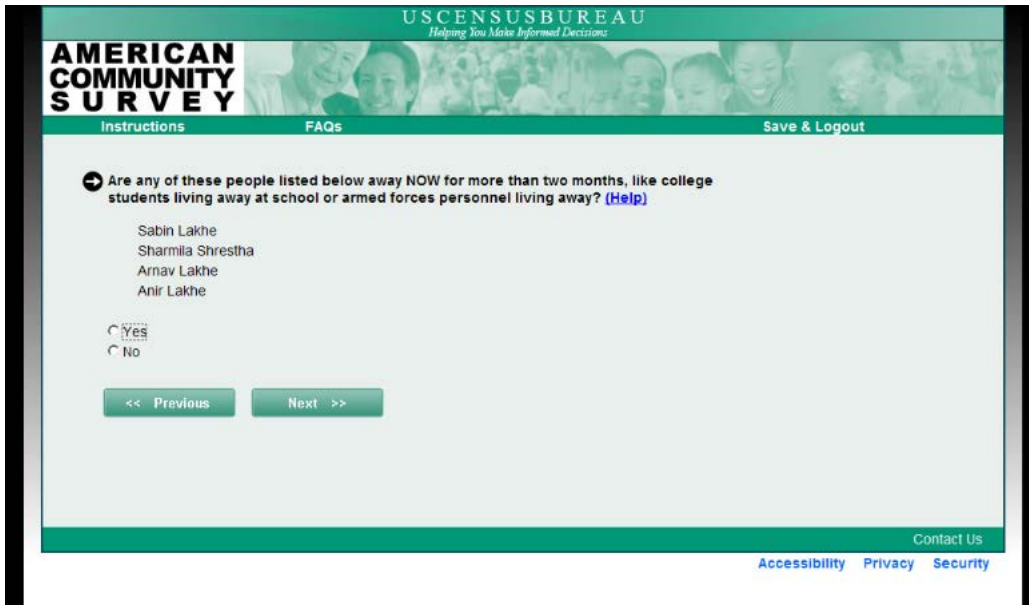 USCENSUSBUREAU
Helping You Make Informed Decisions
AMERICAN
COMMUNITY
SURVEY
Instructions FAQs Save & Logout
Are any of these people listed below away NOW for more than two months, like college
students living away at school or armed forces personnel living away? (Help)
Sabin Lakhe
Sharmila Shrestha
Arnav Lakhe
Anir Lakhe
Yes
No
<< Previous Next >>
Contact Us
Accessibility Privacy Security